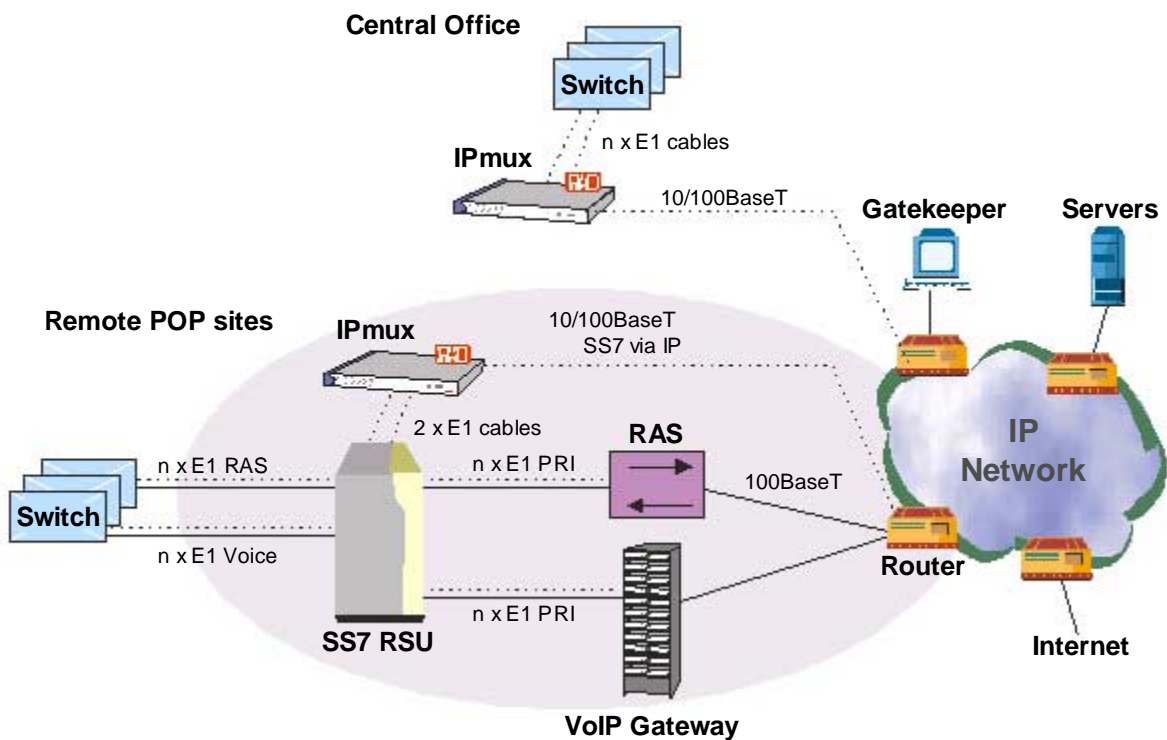 Central Office
Switch
n x E1 cables
IPmux
RAD
10/100BaseT
Gatekeeper
Servers
Remote POP sites
IPmux
RAD
10/100BaseT
SS7 via IP
2 x E1 cables
RAS
n x E1 RAS
n x E1 PRI
100BaseT
IP
Network
Switch
n x E1 Voice
Router
n x E1 PRI
SS7 RSU
Internet
VoIP Gateway